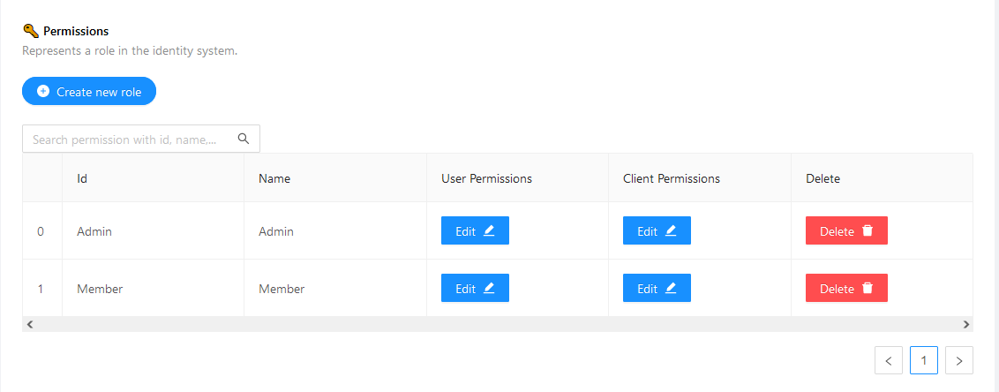 Permissions
Represents a role in the identity system.
Create new role
Search permission with id, name,...
Id Name User Permissions Client Permissions Delete
0 Admin Admin Edit Edit Delete
1 Member Member Edit Edit Delete
1